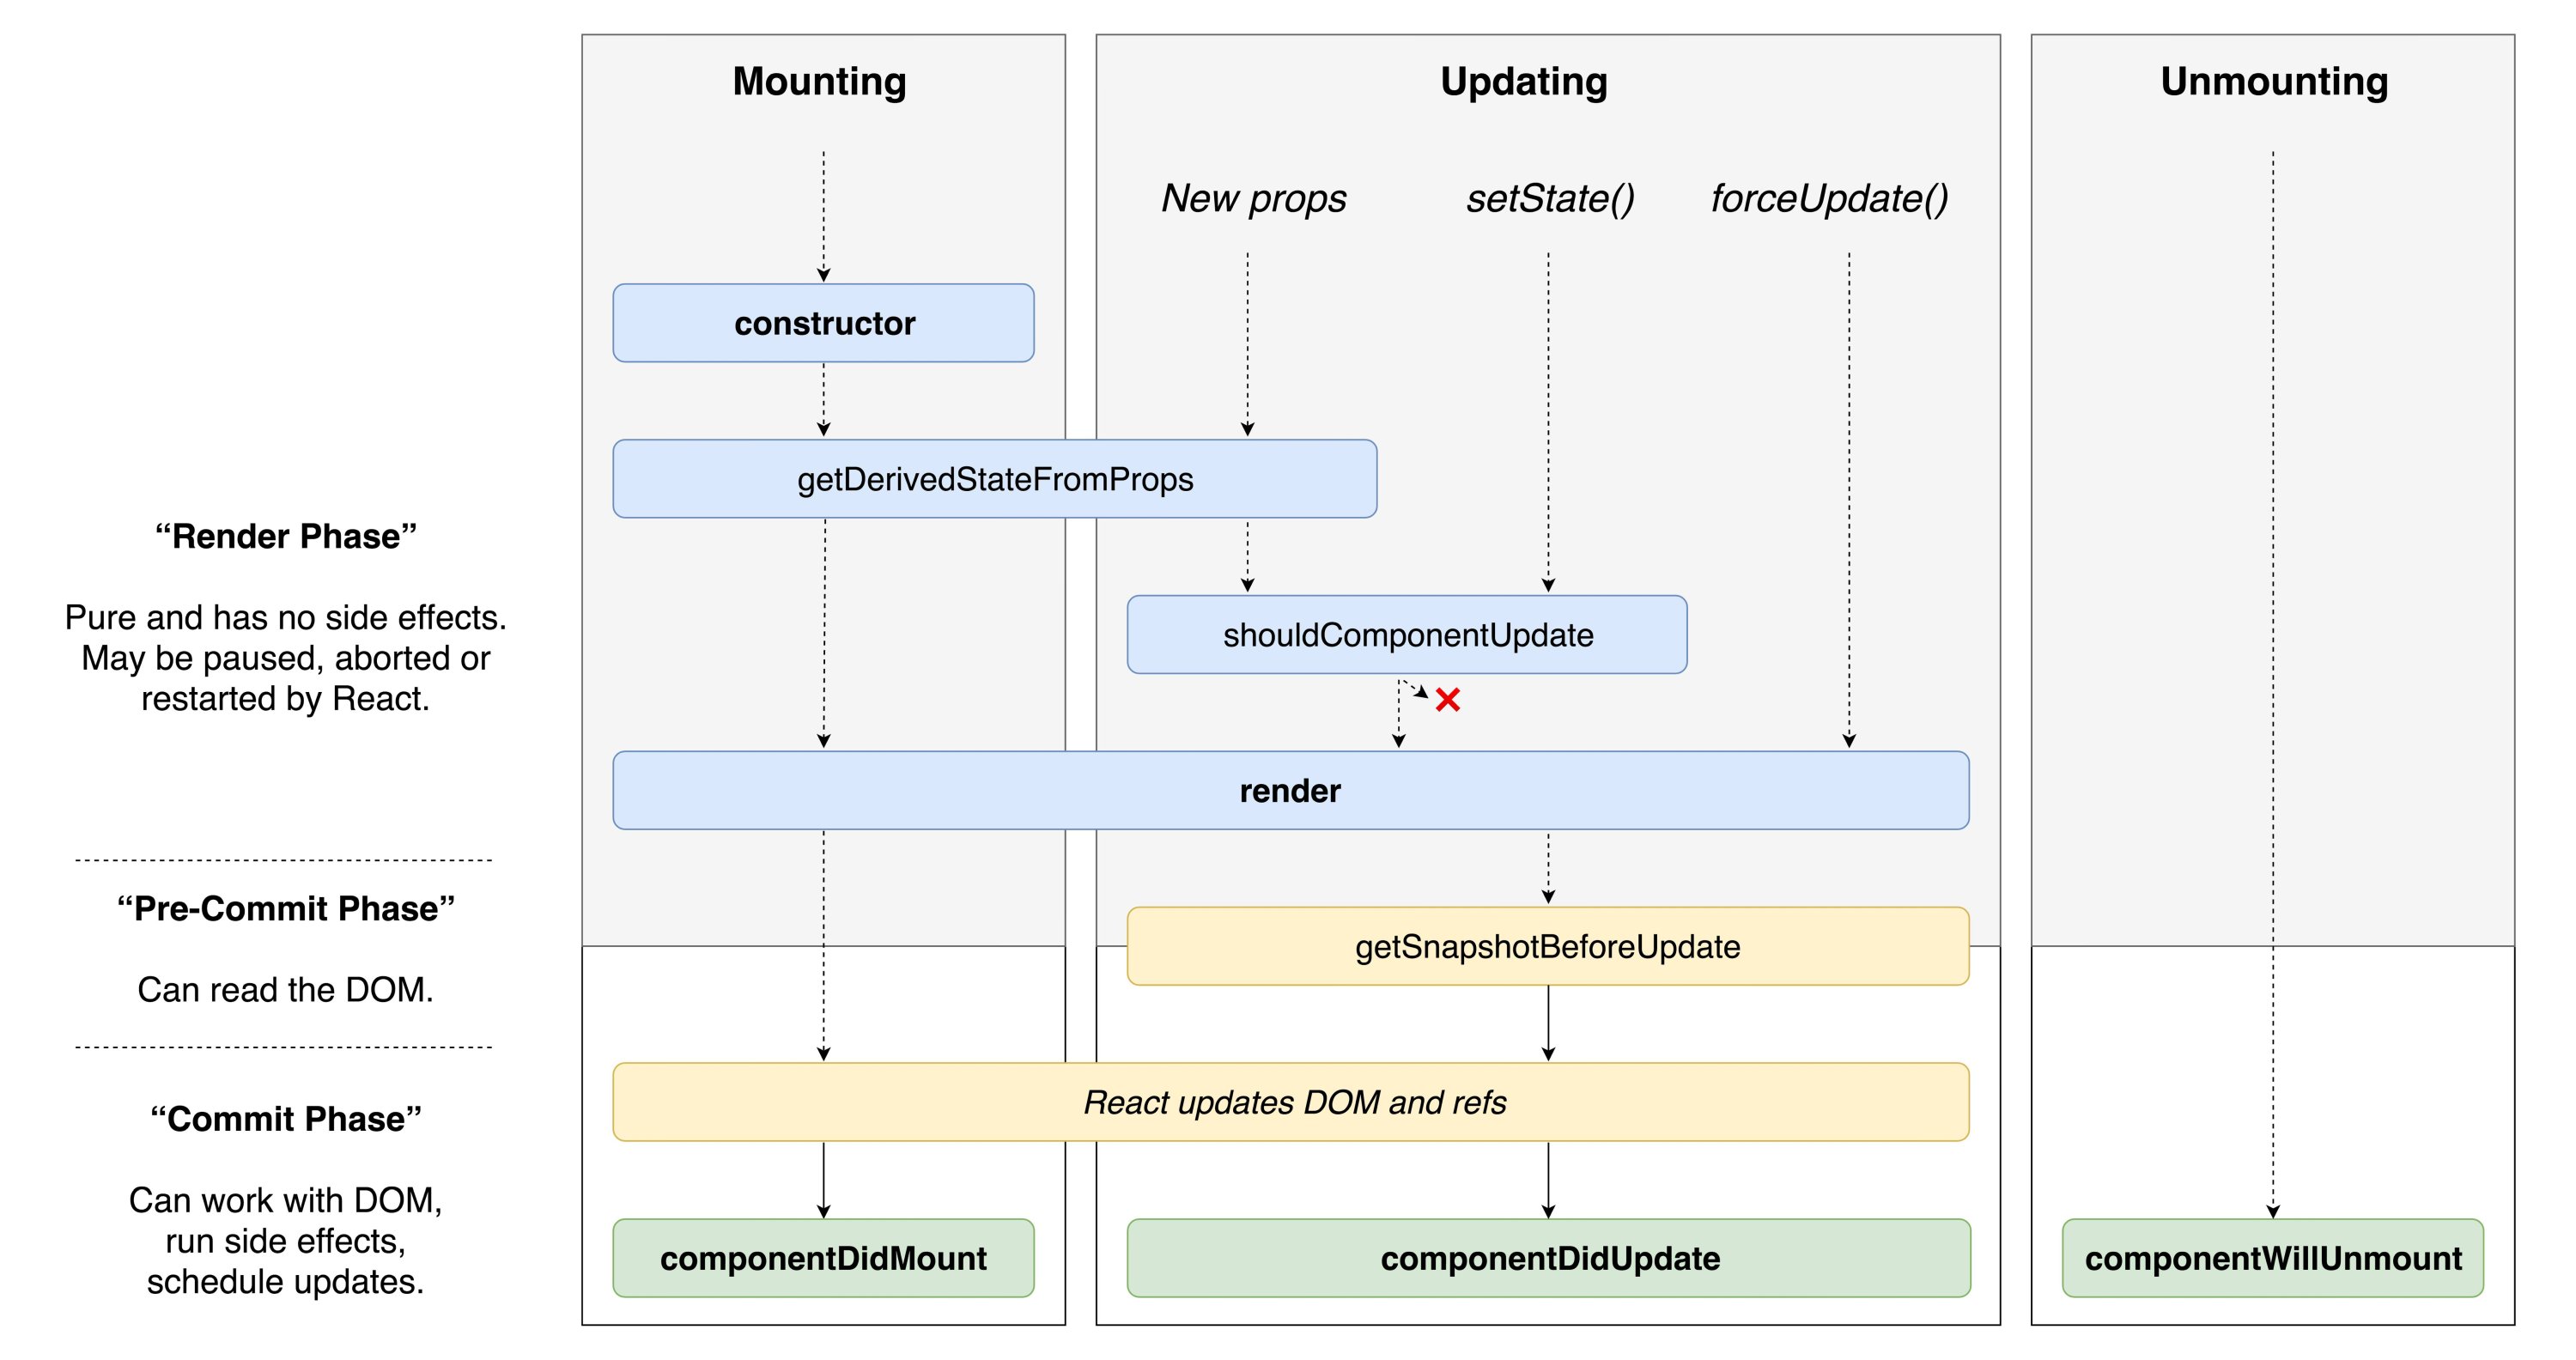 Mounting
Updating
Unmounting
New props
setState()
forceUpdate()
constructor
getDerivedStateFromProps
“Render Phase”
Pure and has no side effects.
May be paused, aborted or
restarted by React.
shouldComponentUpdate
render
“Pre-Commit Phase”
Can read the DOM.
getSnapshotBeforeUpdate
React updates DOM and refs
“Commit Phase”
Can work with DOM,
run side effects,
schedule updates.
componentDidMount
componentDidUpdate
componentWillUnmount